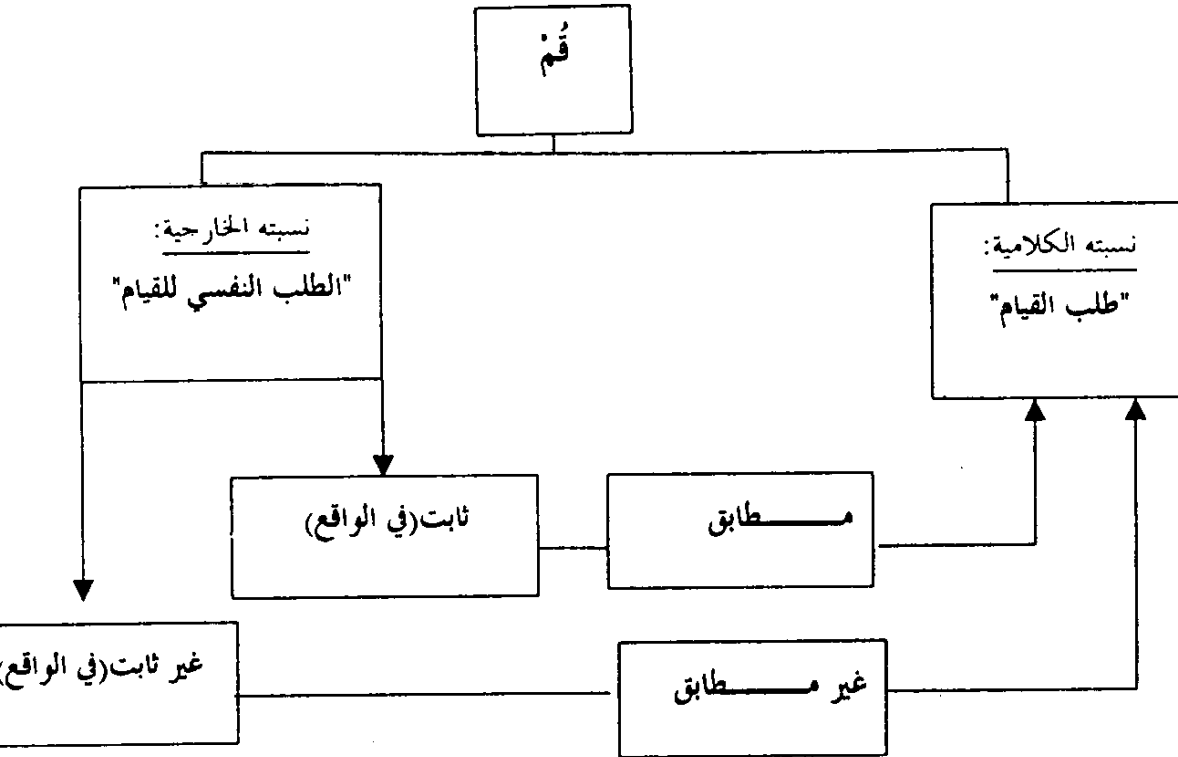 قُمْ
نسبته الكلامية:
"طلب القيام"
نسبته الخارجية:
"الطلب النفسي للقيام"
ثابت(في الواقع)
مـــــطابق
غير ثابت(في الواقع)
غير مـــــطابق